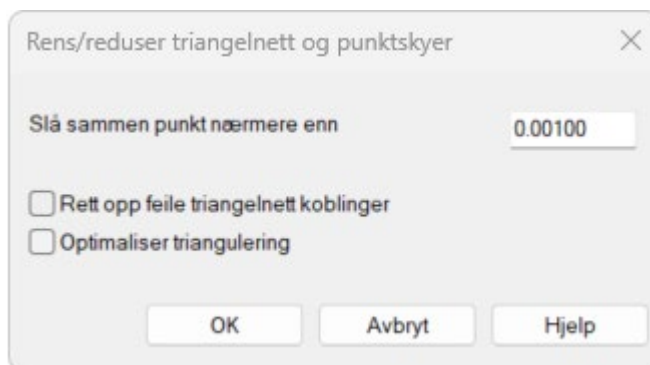 Rens/reduser triangelnett og punktskyer
Slå sammen punkt nærmere enn 0.00100
Rett opp feile triangelnett koblinger
Optimaliser triangulering
OK Avbryt Hjelp